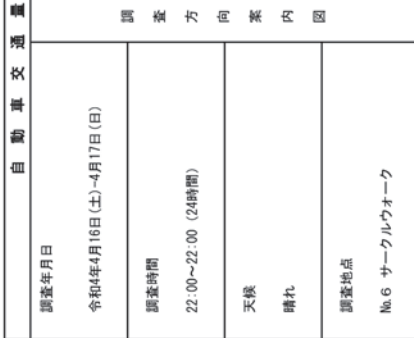 自動車交通量
調査年月日
令和4年4月16日(土)-4月17日(日)
調査時間
22:00~22:00 (24時間)
天候
晴れ
調査地点
No.6 サークルウォーク
調査方向案内図